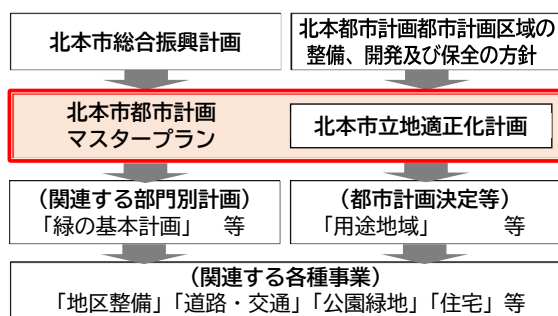 北本市総合振興計画
北本都市計画都市計画区域の
整備、開発及び保全の方針
北本市都市計画
マスタープラン
北本市立地適正化計画
(関連する部門別計画)
「緑の基本計画」 等
(都市計画決定等)
「用途地域」 等
(関連する各種事業)
「地区整備」「道路・交通」「公園緑地」「住宅」等